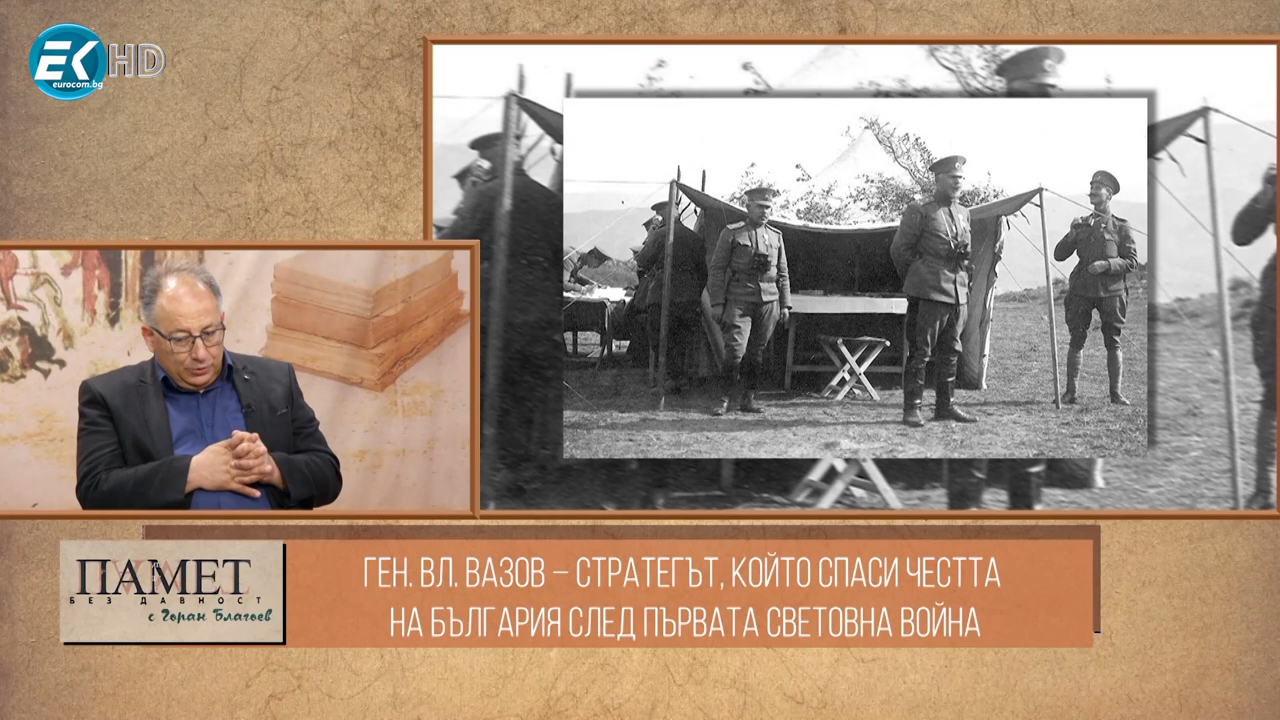 EK HD
eurocom.bg
ПАМЕТ
БЕЗ ДАВНОСТ
с Горан Благоев
ГЕН. ВЛ. ВАЗОВ – СТРАТЕГЪТ, КОЙТО СПАСИ ЧЕСТТА
НА БЪЛГАРИЯ СЛЕД ПЪРВАТА СВЕТОВНА ВОЙНА